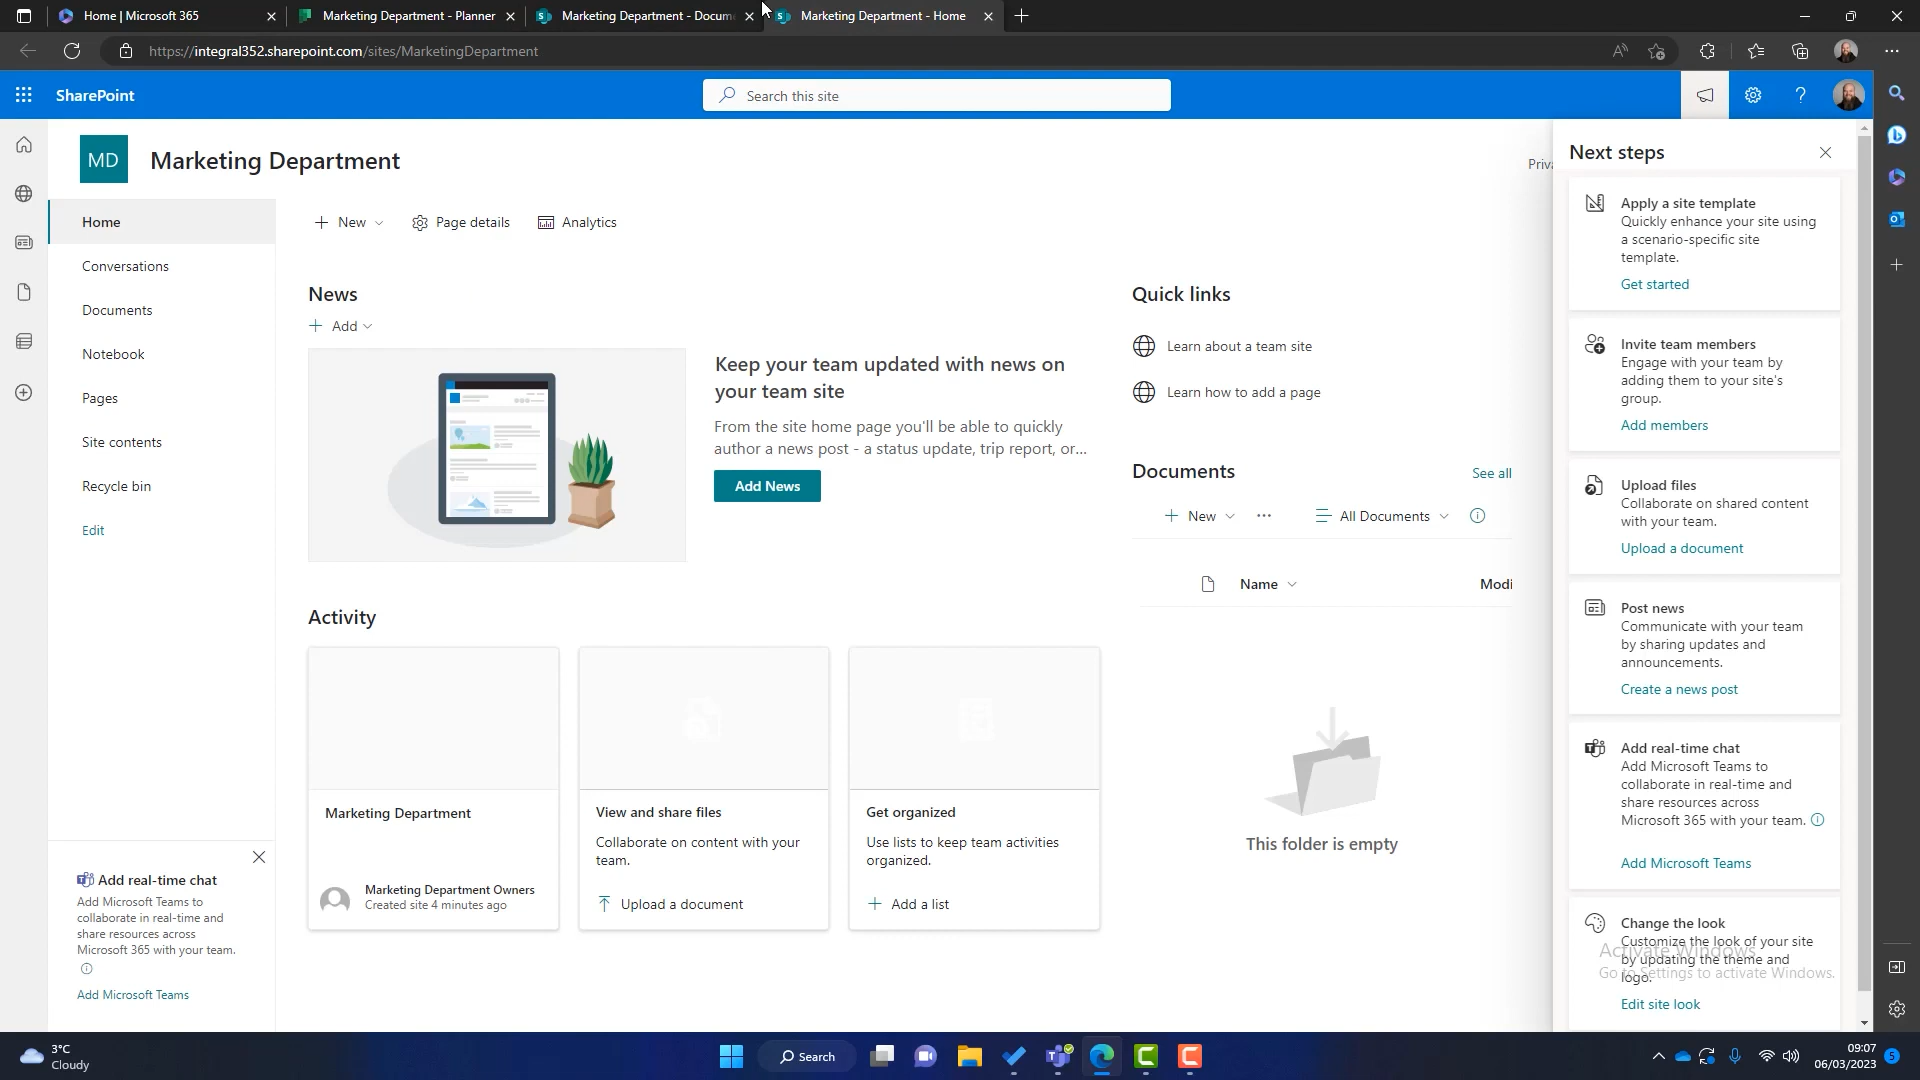 Home | Microsoft 365
Marketing Department - Planner
Marketing Department - Docum
Marketing Department - Home
https://integral352.sharepoint.com/sites/MarketingDepartment
SharePoint
Search this site
MD
Marketing Department
Priva
Home
Conversations
Documents
Notebook
Pages
Site contents
Recycle bin
Edit
Add real-time chat
Add Microsoft Teams to
collaborate in real-time and
share resources across
Microsoft 365 with your team.
Add Microsoft Teams
New
Page details
Analytics
News
Add
Keep your team updated with news on
your team site
From the site home page you'll be able to quickly
author a news post - a status update, trip report, or...
Add News
Activity
Marketing Department
Marketing Department Owners
Created site 4 minutes ago
View and share files
Collaborate on content with your
team.
Upload a document
Get organized
Use lists to keep team activities
organized.
Add a list
Quick links
Learn about a team site
Learn how to add a page
Documents
See all
New
All Documents
Name
Modi
This folder is empty
Next steps
Apply a site template
Quickly enhance your site using
a scenario-specific site
template.
Get started
Invite team members
Engage with your team by
adding them to your site's
group.
Add members
Upload files
Collaborate on shared content
with your team.
Upload a document
Post news
Communicate with your team
by sharing updates and
announcements.
Create a news post
Add real-time chat
Add Microsoft Teams to
collaborate in real-time and
share resources across
Microsoft 365 with your team.
Add Microsoft Teams
Change the look
Customize the look of your site
by updating the theme and
logo.
Edit site look
Activate Windows
Go to Settings to activate Windows.
3°C
Cloudy
Search
09:07
06/03/2023
5